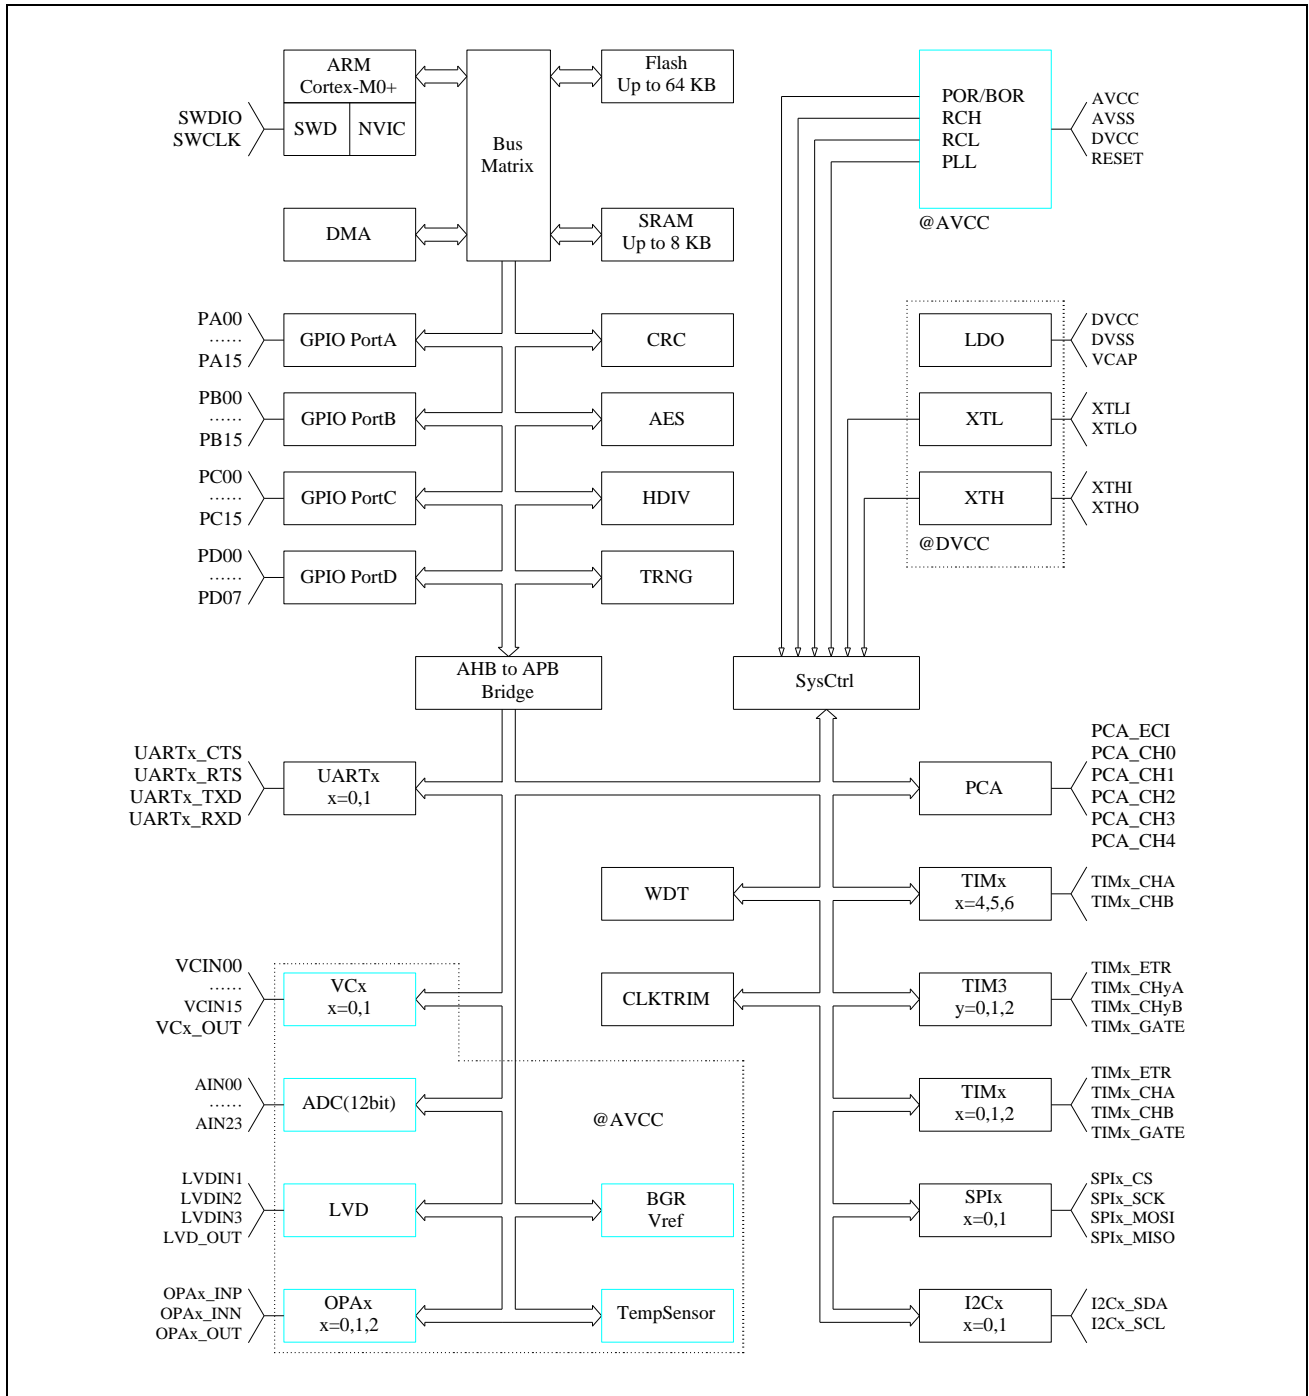 ARM
Cortex-M0+
SWD
NVIC
SWDIO
SWCLK
Bus
Matrix
Flash
Up to 64 KB
DMA
SRAM
Up to 8 KB
POR/BOR
RCH
RCL
PLL
@AVCC
AVCC
AVSS
DVCC
RESET
PA00
......
PA15
GPIO PortA
CRC
LDO
DVCC
DVSS
VCAP
PB00
......
PB15
GPIO PortB
AES
XTL
XTLI
XTLO
PC00
......
PC15
GPIO PortC
HDIV
XTH
XTHI
XTHO
@DVCC
PD00
......
PD07
GPIO PortD
TRNG
AHB to APB
Bridge
SysCtrl
UARTx_CTS
UARTx_RTS
UARTx_TXD
UARTx_RXD
UARTx
x=0,1
PCA
PCA_ECI
PCA_CH0
PCA_CH1
PCA_CH2
PCA_CH3
PCA_CH4
WDT
TIMx
x=4,5,6
TIMx_CHA
TIMx_CHB
VCIN00
......
VCIN15
VCx_OUT
VCx
x=0,1
CLKTRIM
TIM3
y=0,1,2
TIMx_ETR
TIMx_CHyA
TIMx_CHyB
TIMx_GATE
AIN00
......
AIN23
ADC(12bit)
@AVCC
TIMx
x=0,1,2
TIMx_ETR
TIMx_CHA
TIMx_CHB
TIMx_GATE
LVDIN1
LVDIN2
LVDIN3
LVD_OUT
LVD
BGR
Vref
SPIx
x=0,1
SPIx_CS
SPIx_SCK
SPIx_MOSI
SPIx_MISO
OPAx_INP
OPAx_INN
OPAx_OUT
OPAx
x=0,1,2
TempSensor
I2Cx
x=0,1
I2Cx_SDA
I2Cx_SCL